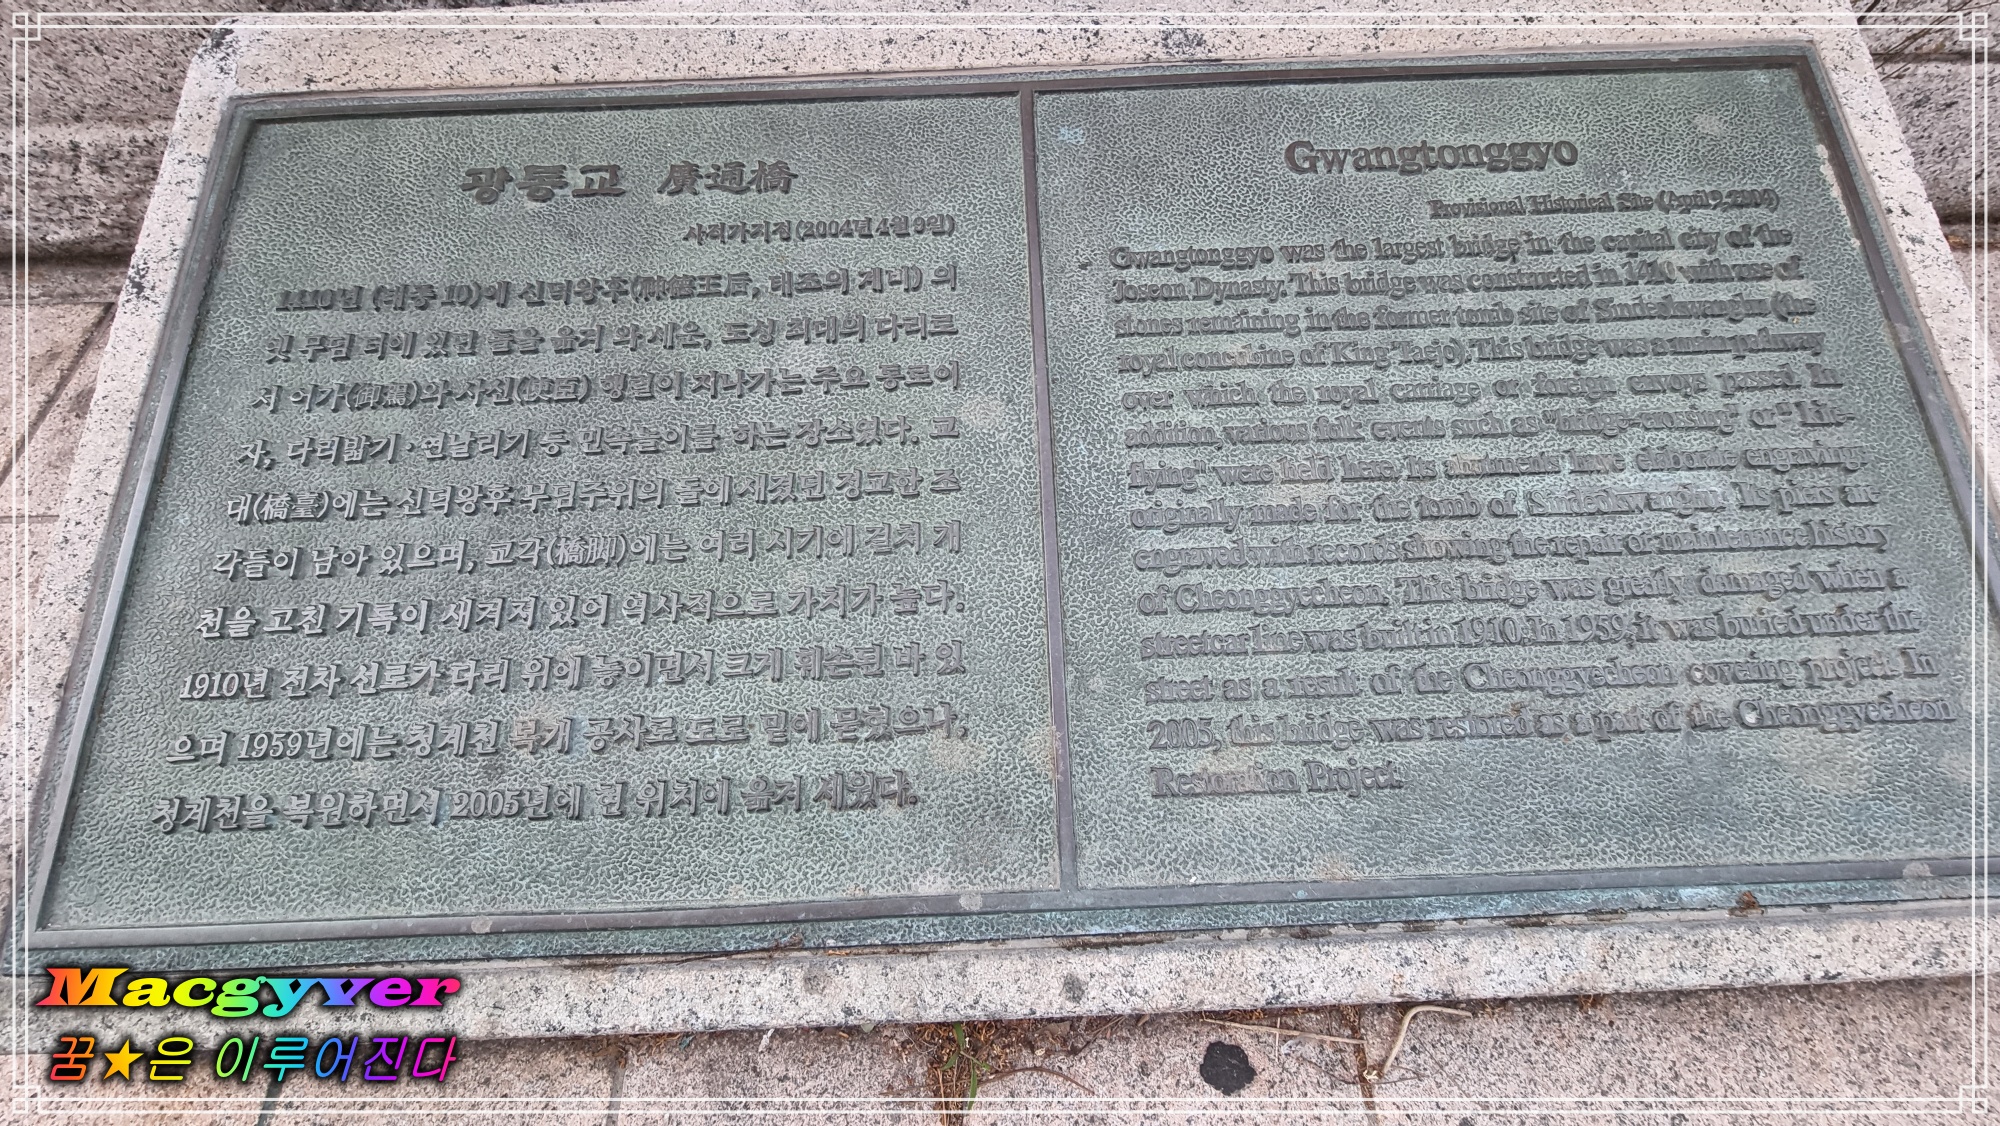 광통교 廣通橋
사적가지정(2004년 4월 9일)
1410년 (태종 10)에 신덕왕후(神德王后, 태조의 계비) 의
옛 무덤 터에 있던 돌을 옮겨 와 세운, 도성 최대의 다리로
서 어가(御駕)와 사신(使臣) 행렬이 지나가는 주요 통로이
자, 다리밟기·연날리기 등 민속놀이를 하는 장소였다. 교
대(橋臺)에는 신덕왕후 무덤주위의 돌에 새겼던 정교한 조
각들이 남아 있으며, 교각(橋脚)에는 여러 시기에 걸쳐 개
천을 고친 기록이 새겨져 있어 역사적으로 가치가 높다.
1910년 전차 선로가 다리 위에 놓이면서 크게 훼손된 바 있
으며 1959년에는 청계천 복개 공사로 도로 밑에 묻혔으나,
청계천을 복원하면서 2005년에 현 위치에 옮겨 세웠다.
Gwangtonggyo
Provisional Historical Site (April 9, 2004)
Gwangtonggyo was the largest bridge in the capital city of the
Joseon Dynasty. This bridge was constructed in 1410 with use of
stones remaining in the former tomb site of Sindeokwanghu (the
royal concubine of King Taejo). This bridge was a main pathway
over which the royal carriage or foreign envoys passed. In
addition, various folk events such as "bridge-crossing" or "kite-
flying" were held here. Its abutments have elaborate engraving
originally made for the tomb of Sindeokwanghu. Its piers are
engraved with records showing the repair or maintenance history
of Cheonggyecheon. This bridge was greatly damaged when a
streetcar line was built in 1910. In 1959, it was buried under the
street as a result of the Cheonggyecheon covering project. In
2005, this bridge was restored as a part of the Cheonggyecheon
Restoration Project.
Macgyver
꿈★은 이루어진다